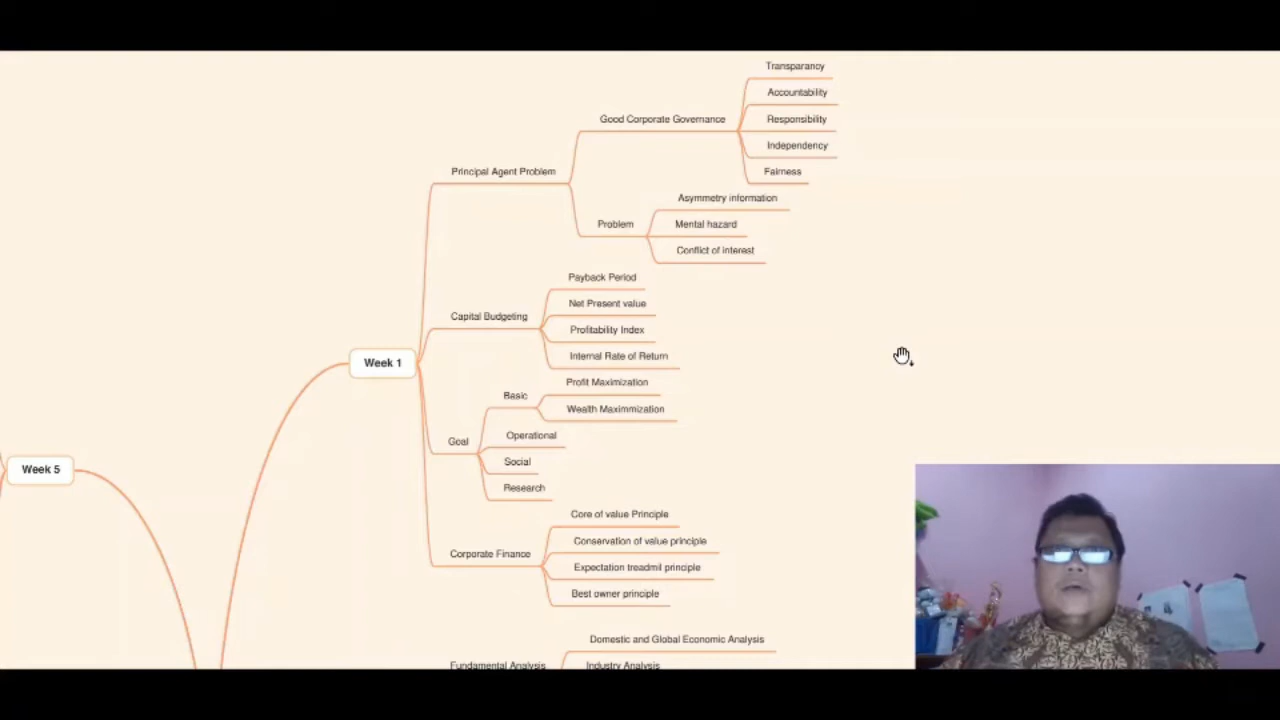 Transparancy
Accountability
Good Corporate Governance
Responsibility
Independency
Principal Agent Problem
Fairness
Asymmetry information
Problem
Mental hazard
Conflict of interest
Payback Period
Net Present value
Capital Budgeting
Profitability Index
Internal Rate of Return
Week 1
Profit Maximization
Basic
Wealth Maximmization
Operational
Goal
Social
Research
Week 5
Core of value Principle
Conservation of value principle
Corporate Finance
Expectation treadmil principle
Best owner principle
Domestic and Global Economic Analysis
Fundamental Analysis
Industry Analysis